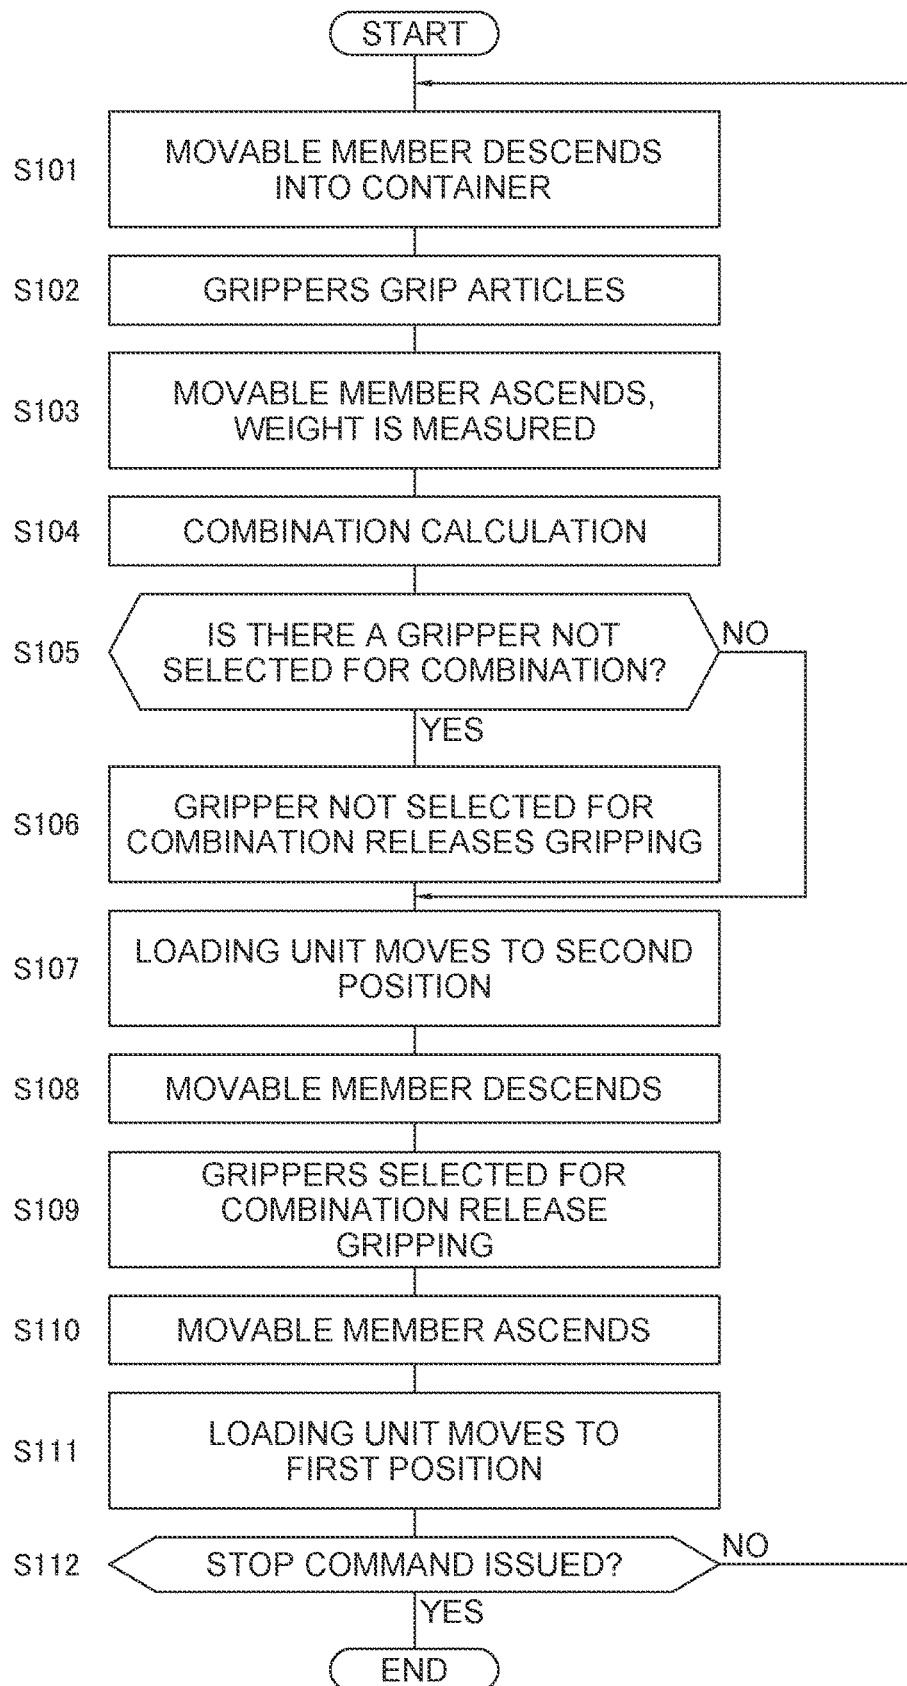 START
S101
MOVABLE MEMBER DESCENDS
INTO CONTAINER
S102
GRIPPERS GRIP ARTICLES
S103
MOVABLE MEMBER ASCENDS,
WEIGHT IS MEASURED
S104
COMBINATION CALCULATION
S105
IS THERE A GRIPPER NOT
SELECTED FOR COMBINATION?
NO
YES
S106
GRIPPER NOT SELECTED FOR
COMBINATION RELEASES GRIPPING
S107
LOADING UNIT MOVES TO SECOND
POSITION
S108
MOVABLE MEMBER DESCENDS
S109
GRIPPERS SELECTED FOR
COMBINATION RELEASE
GRIPPING
S110
MOVABLE MEMBER ASCENDS
S111
LOADING UNIT MOVES TO
FIRST POSITION
S112
STOP COMMAND ISSUED?
NO
YES
END